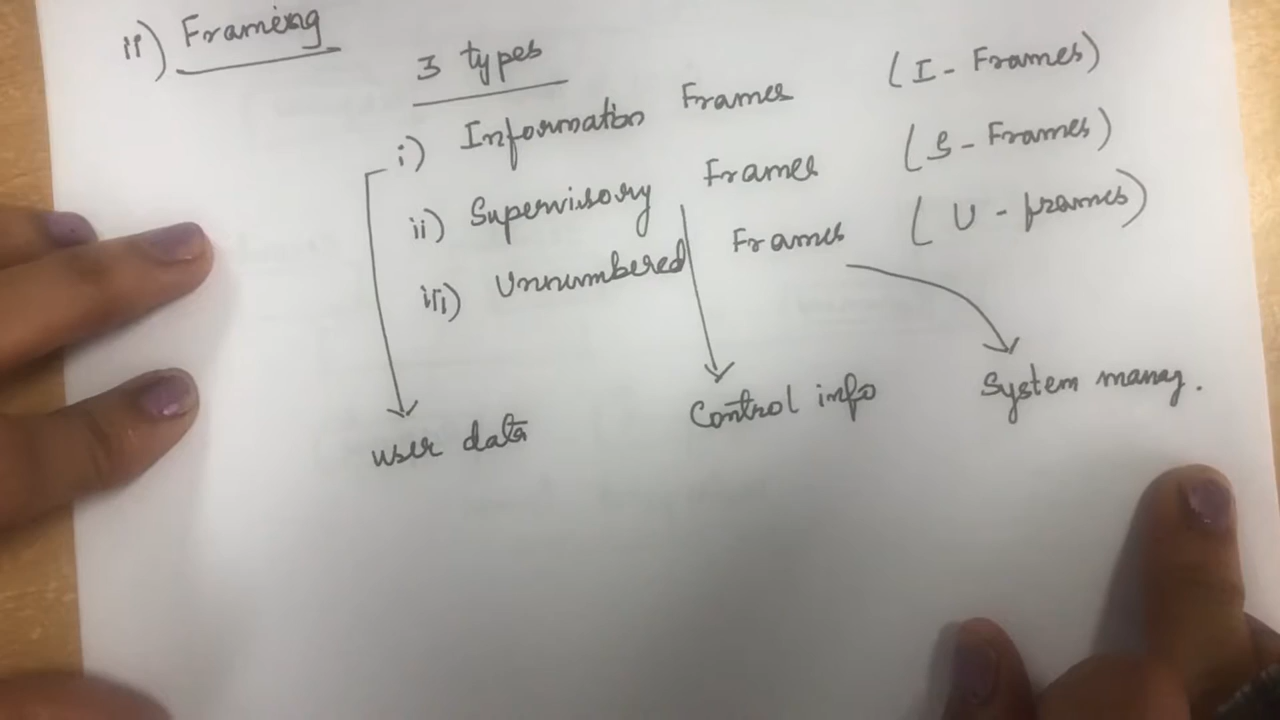 ii) Framing
3 types
i) Information Frames (I - Frames)
ii) Supervisory Frames (S - Frames)
iii) Unnumbered Frames (U - frames)
user data
Control info
System manag.